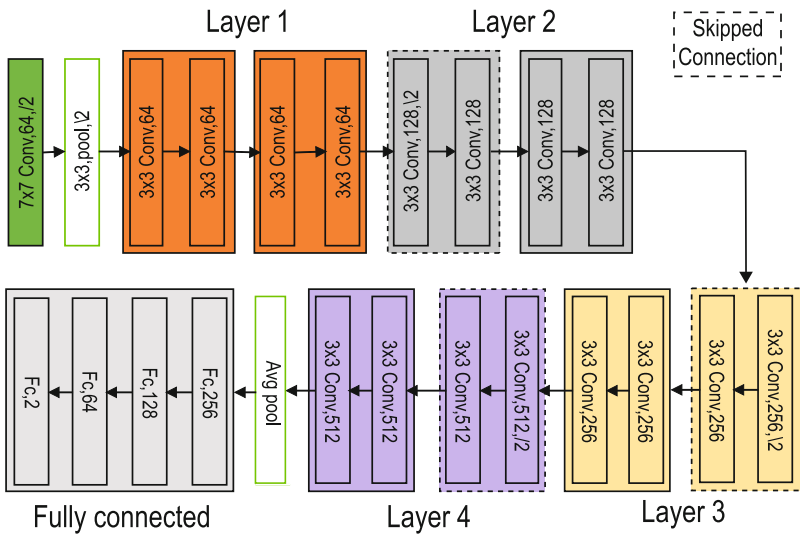 Layer 1
Layer 2
Skipped
Connection
7x7 Conv,64,/2
3x3,pool,\2
3x3 Conv,64
3x3 Conv,64
3x3 Conv,64
3x3 Conv,64
3x3 Conv,128,\2
3x3 Conv,128
3x3 Conv,128
3x3 Conv,128
Fc,2
Fc,64
Fc,128
Fc,256
Avg pool
3x3 Conv,512
3x3 Conv,512
3x3 Conv,512
3x3 Conv,512,/2
3x3 Conv,256
3x3 Conv,256
3x3 Conv,256
3x3 Conv,256,\2
Fully connected
Layer 4
Layer 3